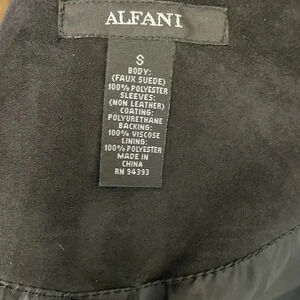 ALFANI
S
BODY:
(FAUX SUEDE)
100% POLYESTER
SLEEVES:
(NON LEATHER)
COATING:
POLYURETHANE
BACKING:
100% VISCOSE
LINING:
100% POLYESTER
MADE IN
CHINA
RN 94393